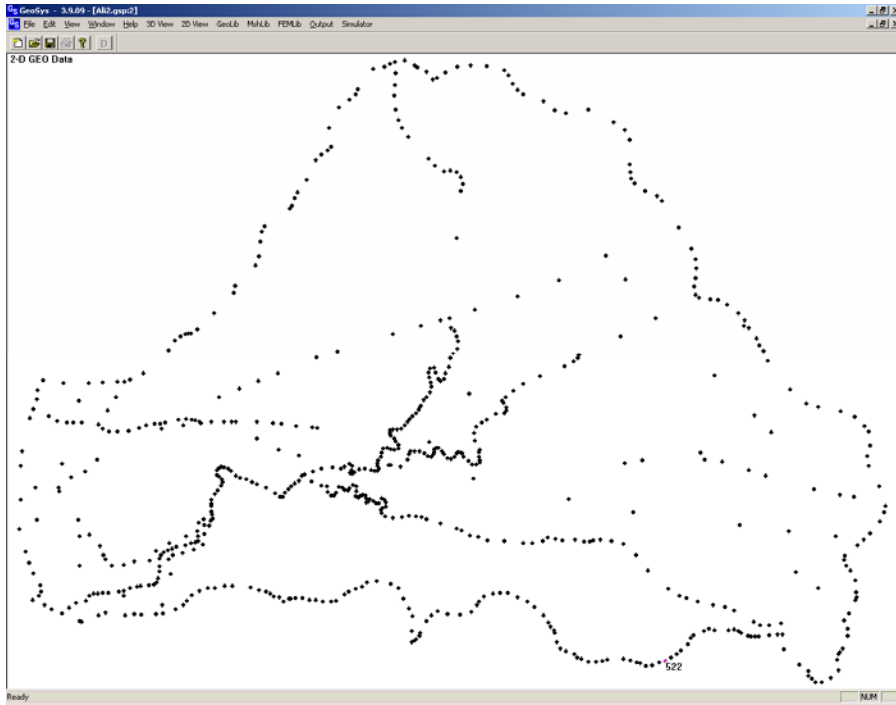 GeoSys - 3.9.09 - [Ali2.gsp:2]
File Edit View Window Help 3D View 2D View GeoLib MshLib FEMLib Output Simulator
2-D GEO Data
522
Ready
NUM